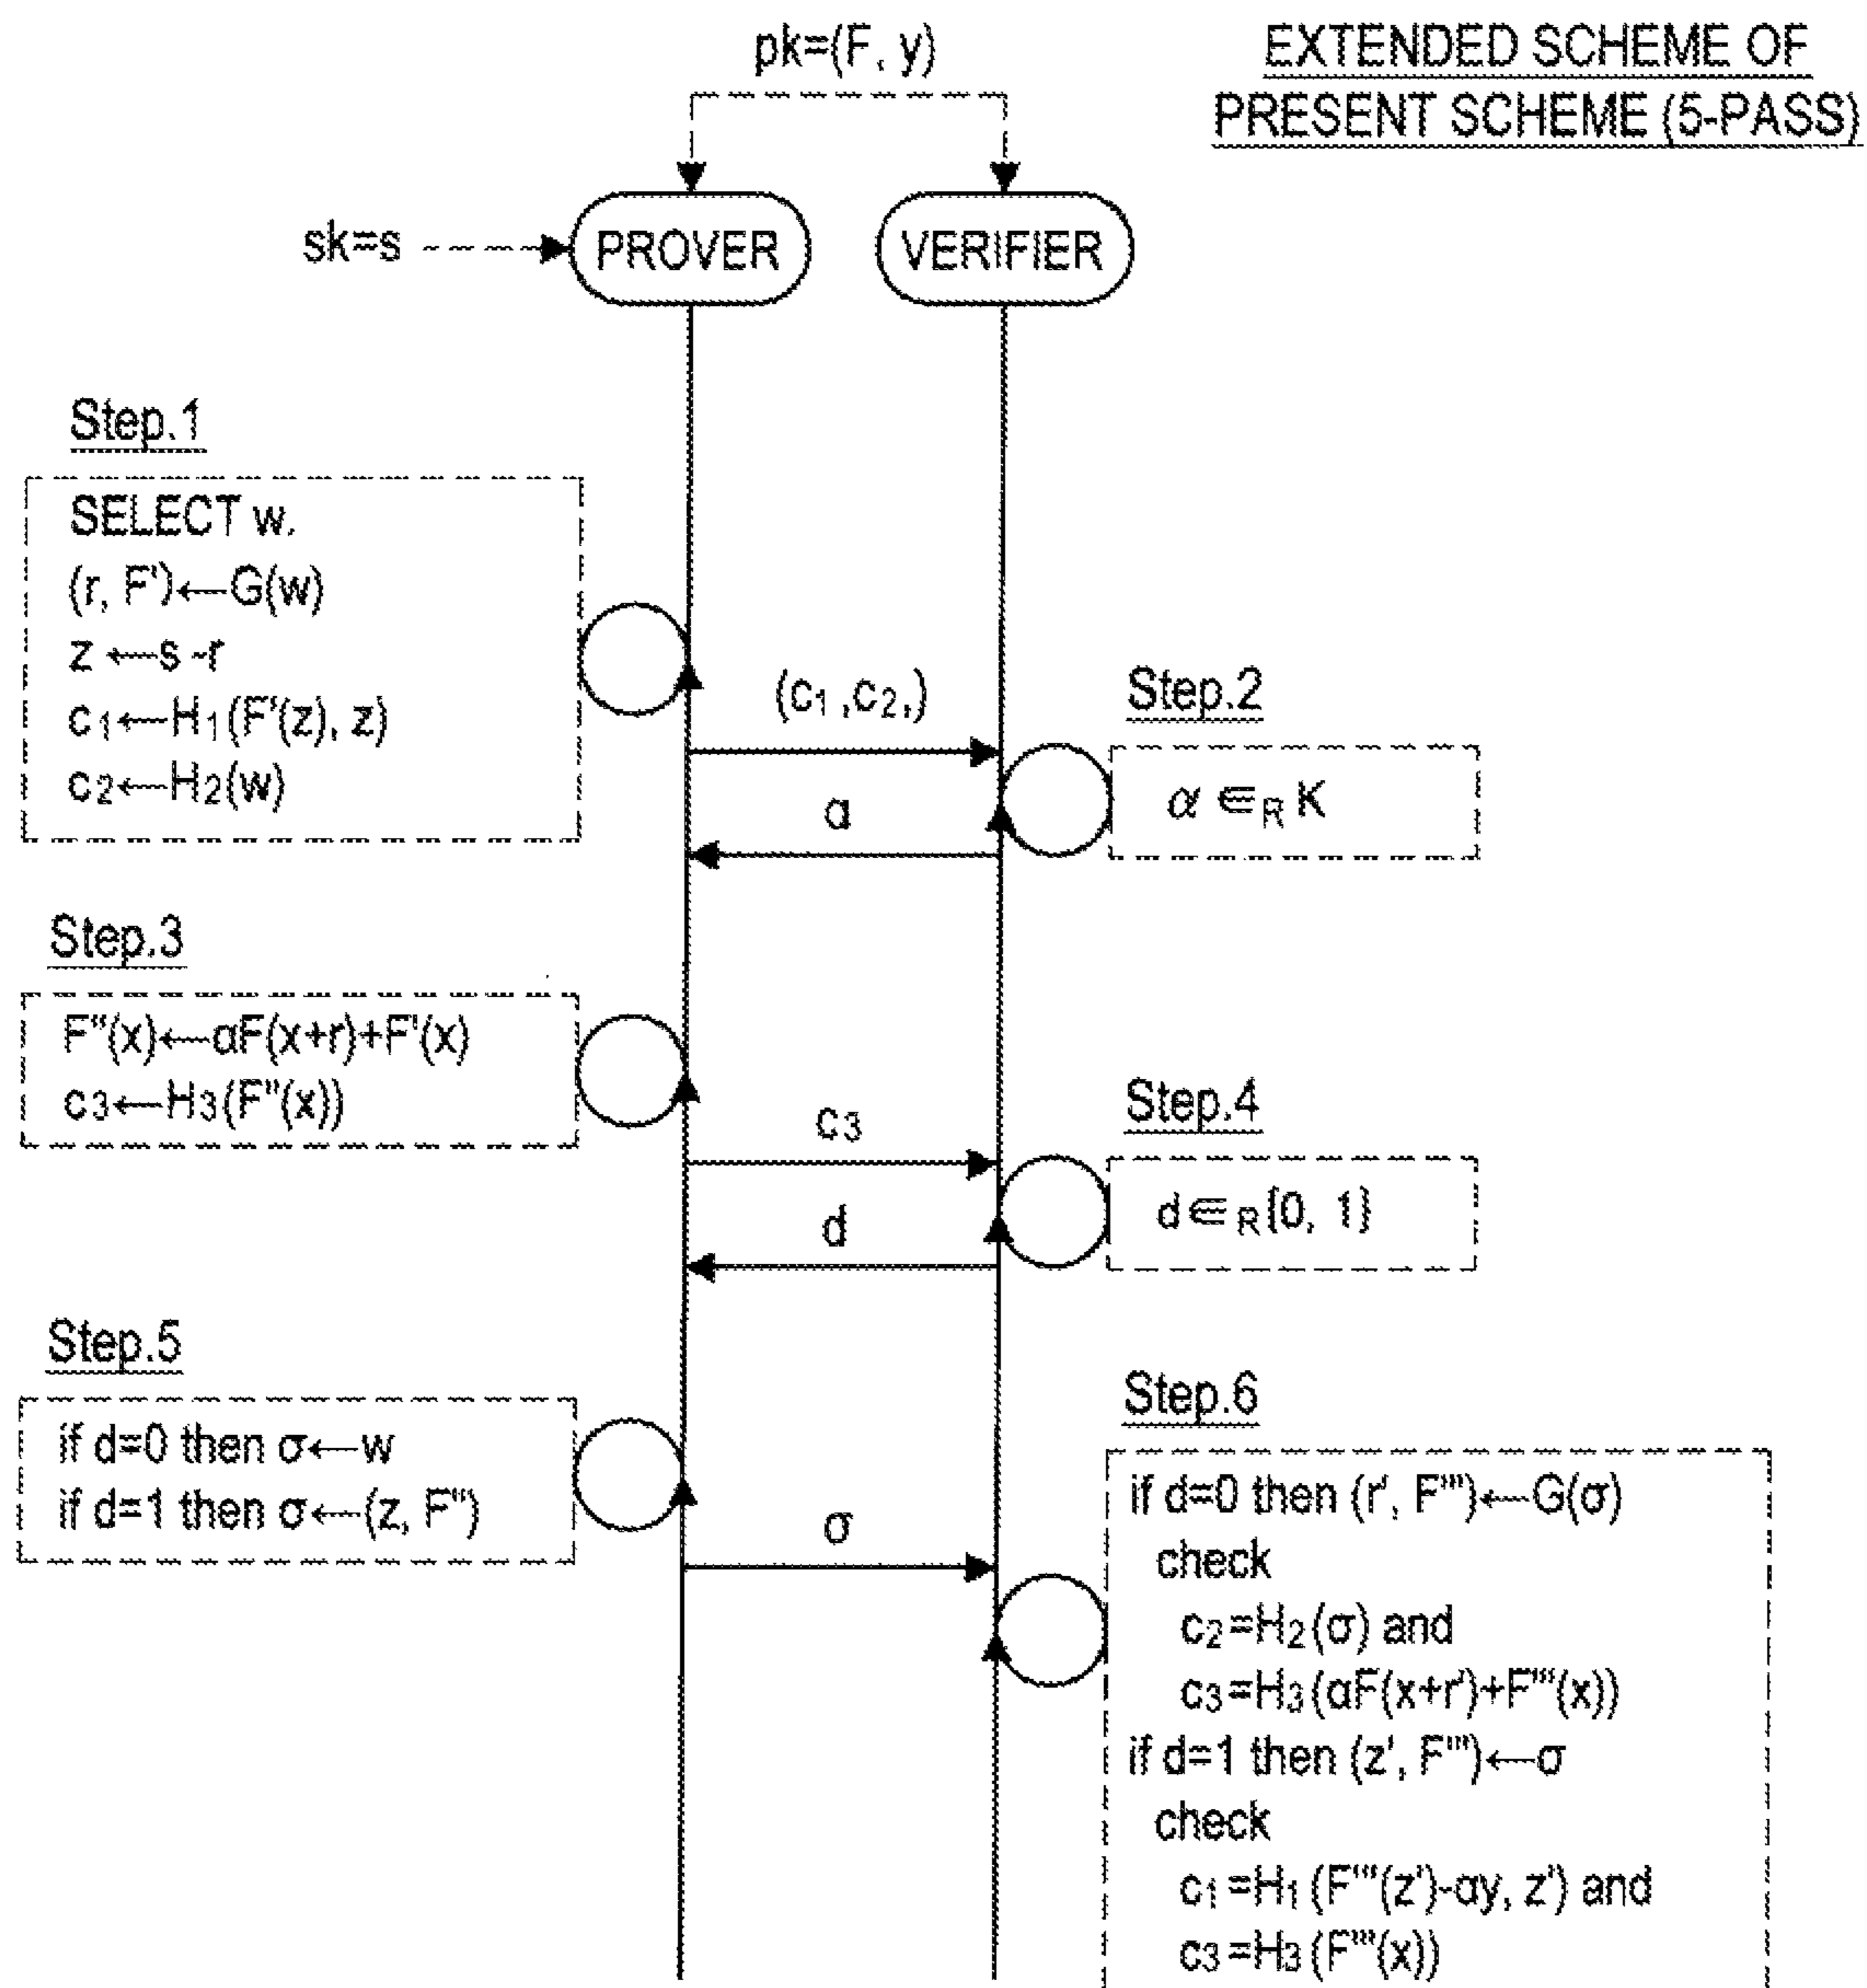 pk=(F, y)
EXTENDED SCHEME OF
PRESENT SCHEME (5-PASS)
sk=s
PROVER
VERIFIER
Step.1
SELECT w.
(r, F')←G(w)
z ←s -r
c₁←H₁(F'(z), z)
c₂←H₂(w)
(c₁ ,c₂,)
Step.2
α ∈R K
α
Step.3
F''(x)←αF(x+r)+F'(x)
c₃←H₃(F''(x))
c₃
Step.4
d∈R{0, 1}
d
Step.5
if d=0 then σ←w
if d=1 then σ←(z, F'')
σ
Step.6
if d=0 then (r', F''')←G(σ)
check
c₂=H₂(σ) and
c₃=H₃(αF(x+r')+F'''(x))
if d=1 then (z', F''')←σ
check
c₁=H₁(F'''(z')-αy, z') and
c₃=H₃(F'''(x))